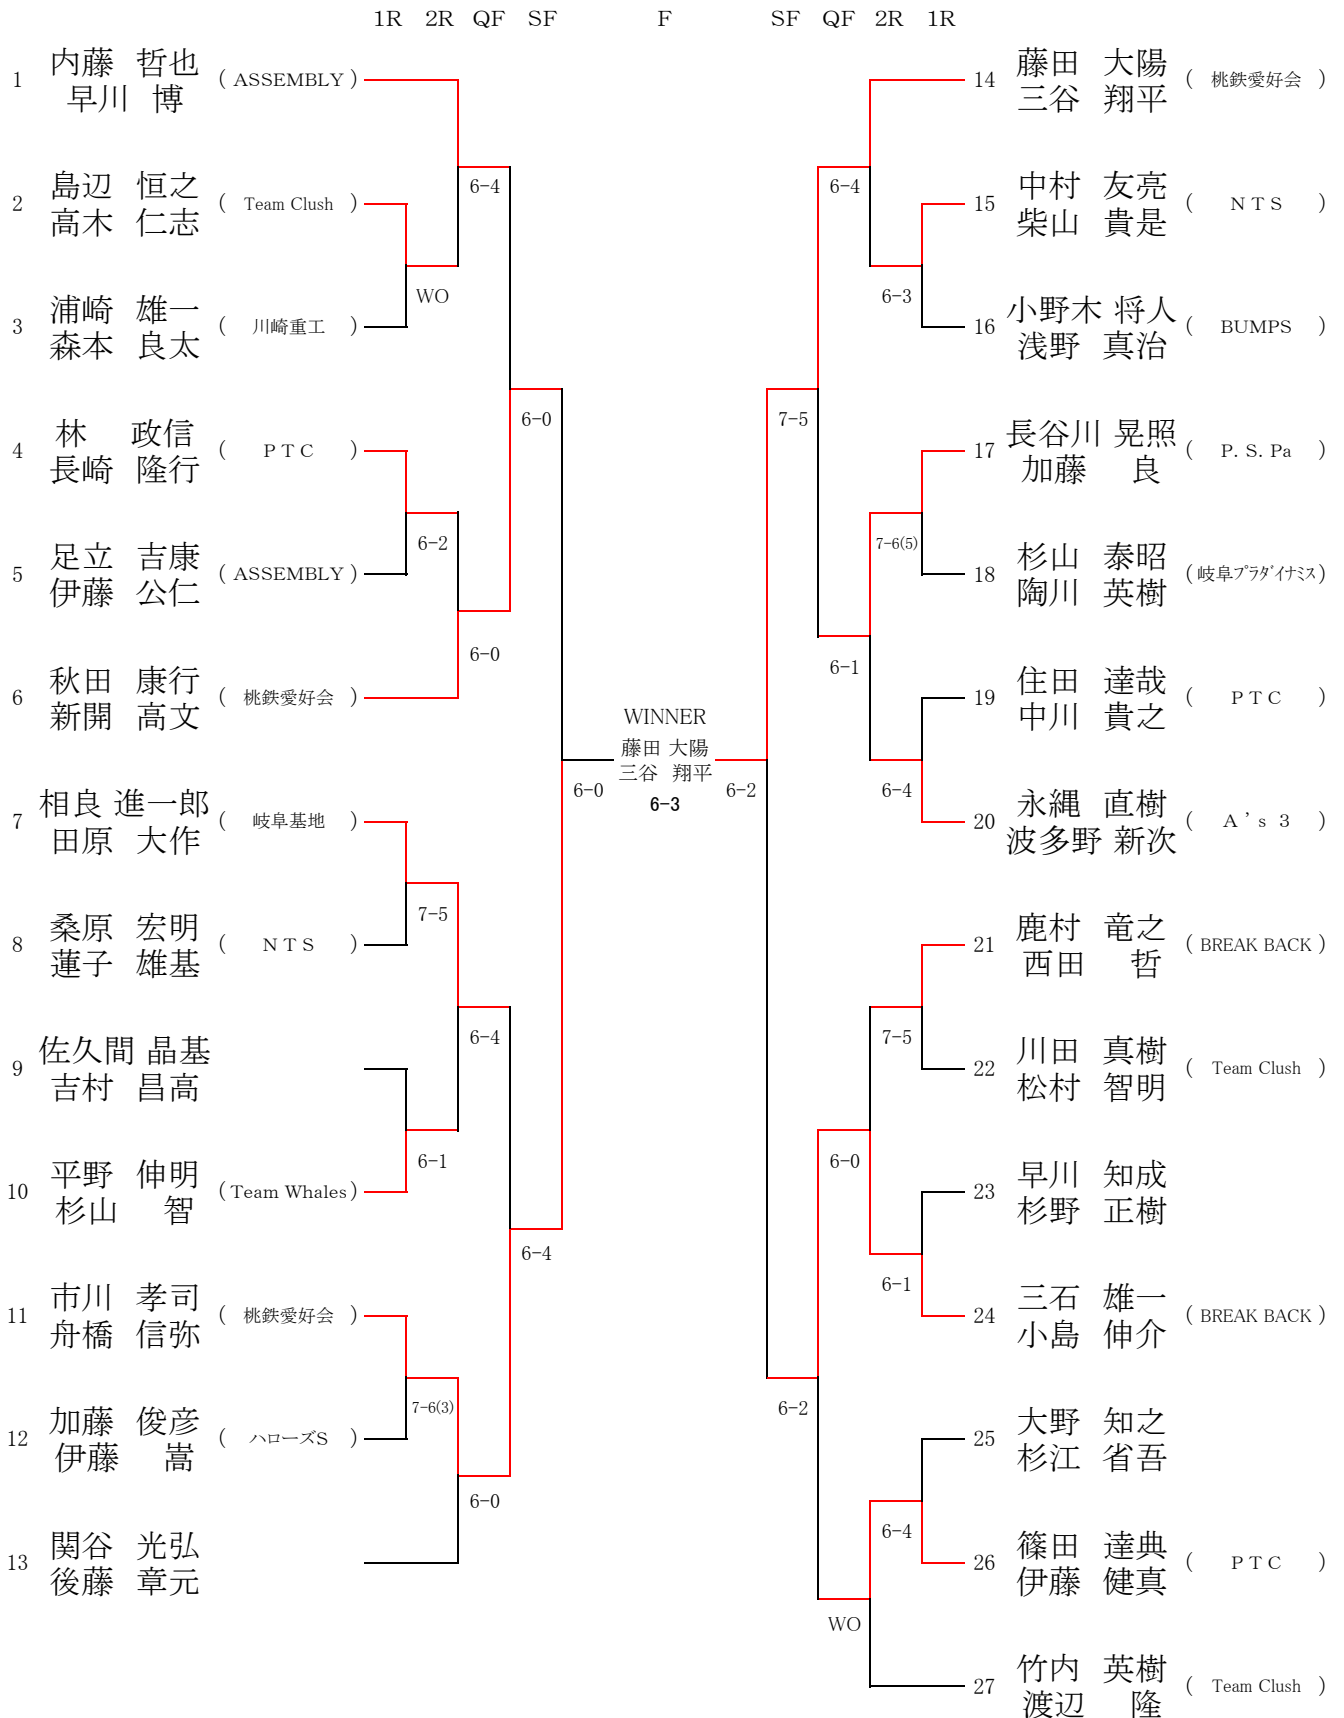 1R 2R QF SF F SF QF 2R 1R
1 内藤 哲也 早川 博 ( ASSEMBLY )
2 島辺 恒之 高木 仁志 ( Team Clush )
3 浦崎 雄一 森本 良太 ( 川崎重工 )
4 林 政信 長崎 隆行 ( ＰＴＣ )
5 足立 吉康 伊藤 公仁 ( ASSEMBLY )
6 秋田 康行 新開 高文 ( 桃鉄愛好会 )
7 相良 進一郎 田原 大作 ( 岐阜基地 )
8 桑原 宏明 蓮子 雄基 ( ＮＴＳ )
9 佐久間 晶基 吉村 昌高
10 平野 伸明 杉山 智 ( Team Whales )
11 市川 孝司 舟橋 信弥 ( 桃鉄愛好会 )
12 加藤 俊彦 伊藤 嵩 ( ハローズS )
13 関谷 光弘 後藤 章元
6-4
WO
6-0
6-2
6-0
7-5
6-4
6-1
6-4
7-6(3)
6-0
6-0
WINNER
藤田 大陽
三谷 翔平
6-3
6-2
14 藤田 大陽 三谷 翔平 ( 桃鉄愛好会 )
15 中村 友亮 柴山 貴是 ( ＮＴＳ )
16 小野木 将人 浅野 真治 ( BUMPS )
17 長谷川 晃照 加藤 良 ( P. S. Pa )
18 杉山 泰昭 陶川 英樹 ( 岐阜ﾌﾟﾗﾀﾞｲﾅﾐｽ )
19 住田 達哉 中川 貴之 ( ＰＴＣ )
20 永縄 直樹 波多野 新次 ( Ａ’ｓ ３ )
21 鹿村 竜之 西田 哲 ( BREAK BACK )
22 川田 真樹 松村 智明 ( Team Clush )
23 早川 知成 杉野 正樹
24 三石 雄一 小島 伸介 ( BREAK BACK )
25 大野 知之 杉江 省吾
26 篠田 達典 伊藤 健真 ( ＰＴＣ )
27 竹内 英樹 渡辺 隆 ( Team Clush )
6-4
6-3
7-5
7-6(5)
6-1
6-4
7-5
6-0
6-1
6-2
6-4
WO